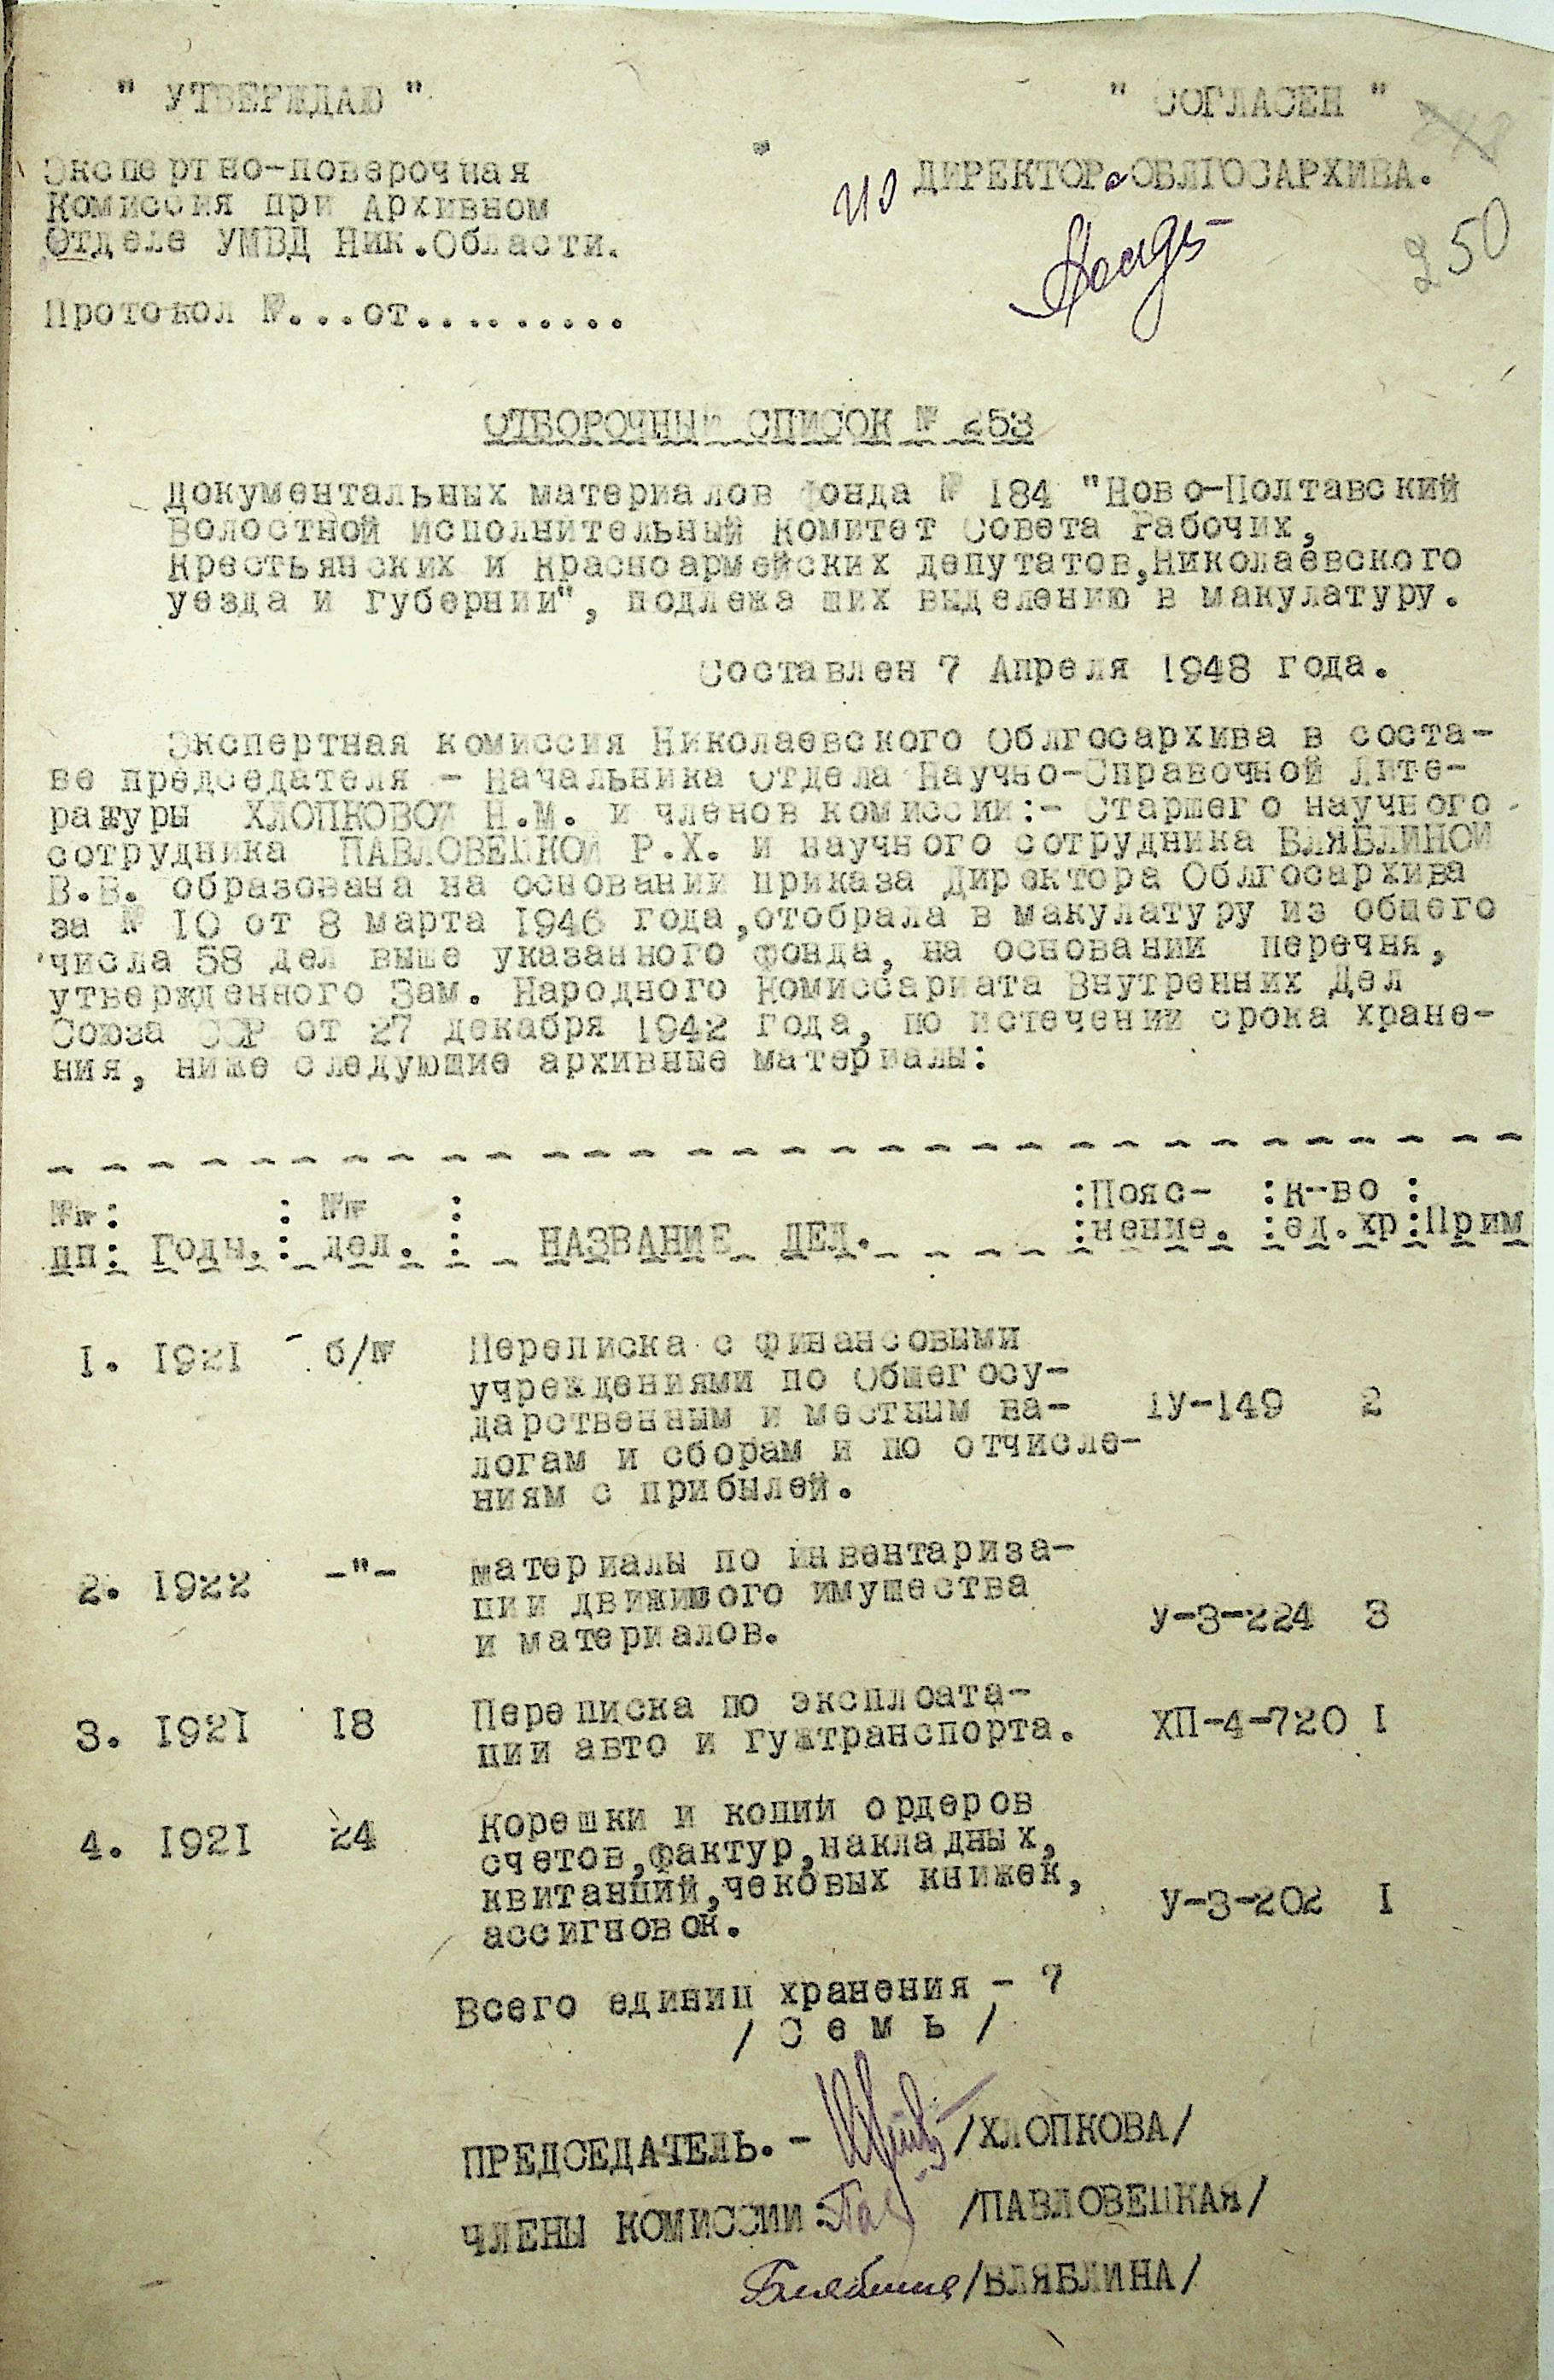 " УТВЕРЖДАЮ "
" СОГЛАСЕН "
Экспертно-поверочная
Комиссия при Архивном
Отделе УМВД Ник.Области.
ИО ДИРЕКТОРа ОБЛГОСАРХИВА.
250
Протокол №...от..........
ОТБОРОЧНЫЙ СПИСОК № 253
документальных материалов фонда № 184 "Ново-Полтавский
Волостной исполнительный комитет Совета Рабочих,
Крестьянских и красноармейских депутатов,Николаевского
уезда и губернии", подлежащих выделению в макулатуру.
Составлен 7 Апреля 1948 года.
Экспертная комиссия Николаевского Облгосархива в соста-
ве председателя - Начальника Отдела Научно-Справочной Лите-
ратуры ХЛОПКОВОЙ Н.М. и членов комиссии:- Старшего научного
сотрудника ПАВЛОВЕЦКОЙ Р.Х. и научного сотрудника БЛЯБЛИНОЙ
В.В. образована на основании приказа Директора Облгосархива
за № 10 от 8 марта 1946 года,отобрала в макулатуру из общего
числа 58 дел выше указанного фонда, на основании перечня,
утвержденного Зам. Народного Комиссариата Внутренних Дел
Союза ССР от 27 декабря 1942 года, по истечении срока хране-
ния, ниже следующие архивные материалы:
№№: : №№ : :Пояс- :к-во :
пп: Годы.: дел. : НАЗВАНИЕ ДЕЛ. :нение. :ед.хр:Прим
1. 1921 - б/№ Переписка с финансовыми
учреждениями по Общегосу-
дарственным и местным на- 1У-149 2
логам и сборам и по отчисле-
ниям с прибылей.
2. 1922 -"- материалы по инвентариза-
ции движимого имущества
и материалов. У-3-224 3
3. 1921 18 Переписка по эксплоата-
ции авто и гужтранспорта. ХП-4-720 1
4. 1921 24 Корешки и копии ордеров
счетов,фактур,накладных,
квитанций,чековых книжек,
ассигновок. У-3-202 1
Всего единиц хранения - 7
/ С е м ь /
ПРЕДСЕДАТЕЛЬ.- /ХЛОПКОВА/
ЧЛЕНЫ КОМИССИИ: /ПАВЛОВЕЦКАЯ/
/БЛЯБЛИНА/